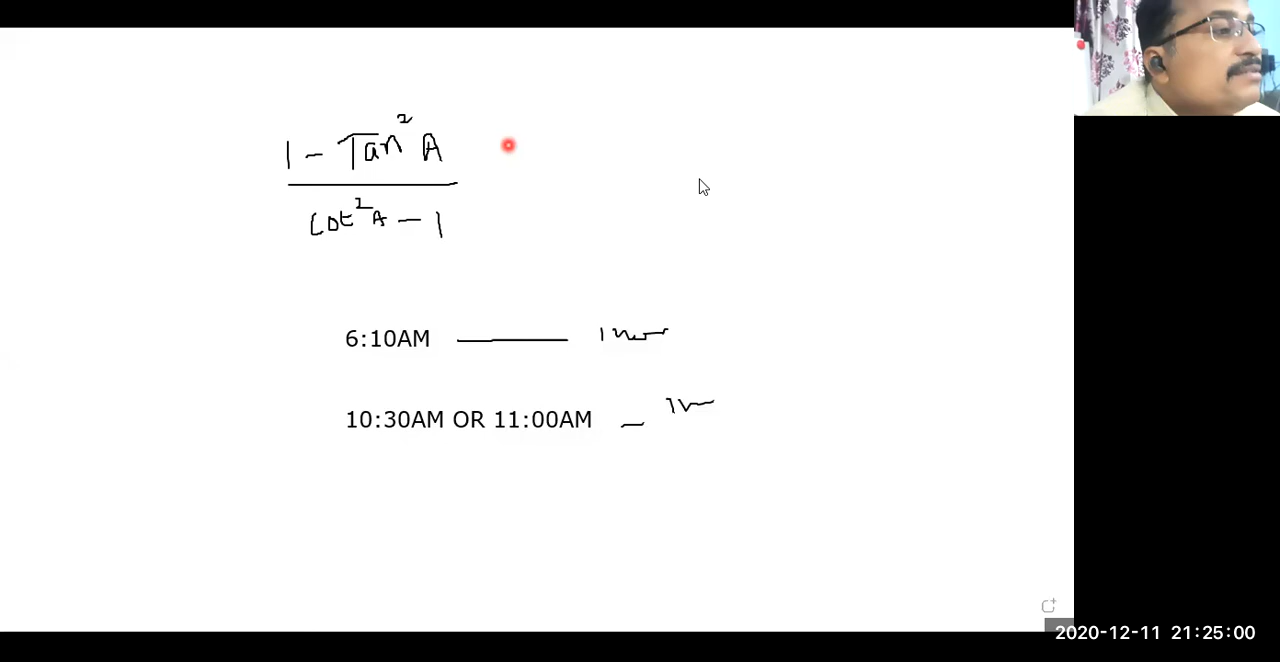 1 - Tan² A
cot² A - 1
6:10AM —
10:30AM OR 11:00AM —
2020-12-11 21:25:00